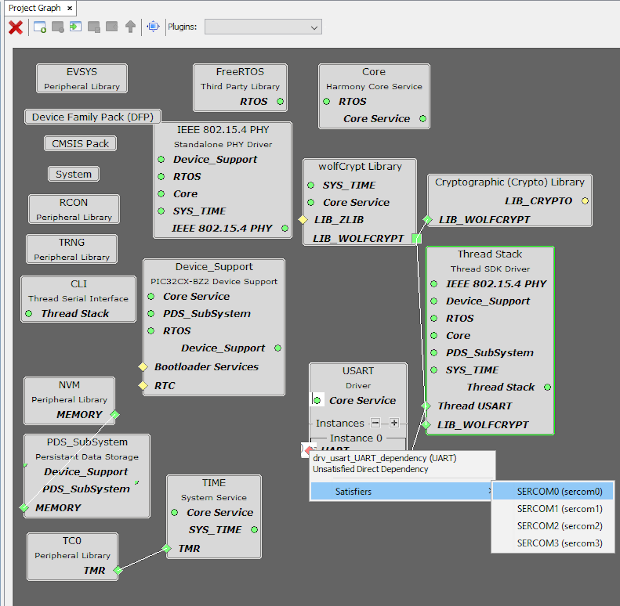 Project Graph
Plugins:
EVSYS
Peripheral Library
FreeRTOS
Third Party Library
RTOS
Core
Harmony Core Service
RTOS
Core Service
Device Family Pack (DFP)
CMSIS Pack
System
RCON
Peripheral Library
TRNG
Peripheral Library
CLI
Thread Serial Interface
Thread Stack
IEEE 802.15.4 PHY
Standalone PHY Driver
Device_Support
RTOS
Core
SYS_TIME
IEEE 802.15.4 PHY
wolfCrypt Library
SYS_TIME
Core Service
LIB_ZLIB
LIB_WOLFCRYPT
Cryptographic (Crypto) Library
LIB_CRYPTO
LIB_WOLFCRYPT
Device_Support
PIC32CX-BZ2 Device Support
Core Service
PDS_SubSystem
RTOS
Device_Support
Bootloader Services
RTC
Thread Stack
Thread SDK Driver
IEEE 802.15.4 PHY
Device_Support
RTOS
Core
PDS_SubSystem
SYS_TIME
Thread Stack
Thread USART
LIB_WOLFCRYPT
NVM
Peripheral Library
MEMORY
PDS_SubSystem
Persistant Data Storage
Device_Support
PDS_SubSystem
MEMORY
TC0
Peripheral Library
TMR
TIME
System Service
Core Service
SYS_TIME
TMR
USART
Driver
Core Service
Instances
Instance 0
UART
drv_usart_UART_dependency (UART)
Unsatisfied Direct Dependency
Satisfiers
SERCOM0 (sercom0)
SERCOM1 (sercom1)
SERCOM2 (sercom2)
SERCOM3 (sercom3)